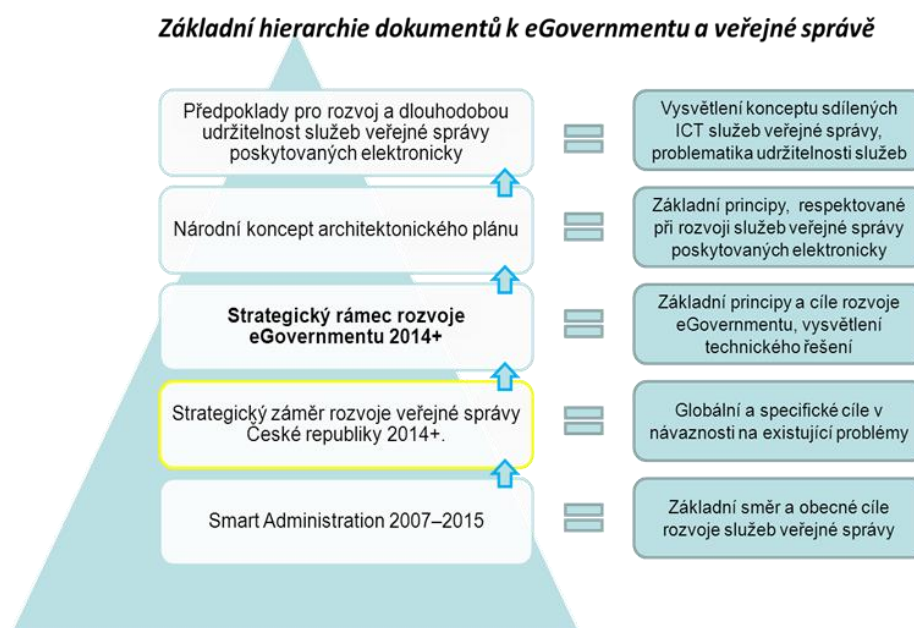 Základní hierarchie dokumentů k eGovernmentu a veřejné správě
Předpoklady pro rozvoj a dlouhodobou
udržitelnost služeb veřejné správy
poskytovaných elektronicky
Vysvětlení konceptu sdílených
ICT služeb veřejné správy,
problematika udržitelnosti služeb
Národní koncept architektonického plánu
Základní principy, respektované
při rozvoji služeb veřejné správy
poskytovaných elektronicky
Strategický rámec rozvoje
eGovernmentu 2014+
Základní principy a cíle rozvoje
eGovernmentu, vysvětlení
technického řešení
Strategický záměr rozvoje veřejné správy
České republiky 2014+.
Globální a specifické cíle v
návaznosti na existující problémy
Smart Administration 2007–2015
Základní směr a obecné cíle
rozvoje služeb veřejné správy